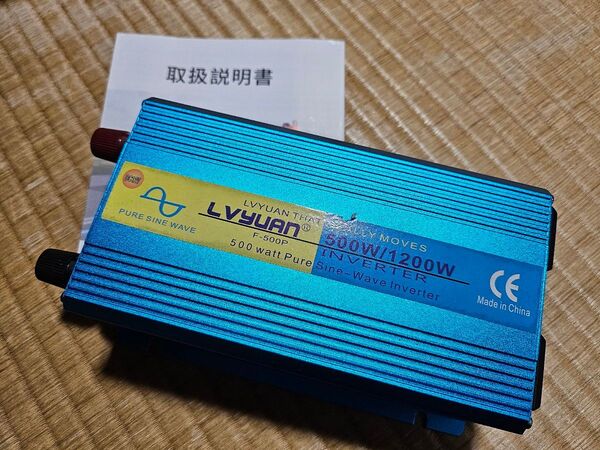 取扱説明書
PURE SINE WAVE
LVYUAN THAT REALLY MOVES
LVYUAN®
F-500P
500W/1200W
INVERTER
500 watt Pure Sine-Wave Inverter
CE
Made in China